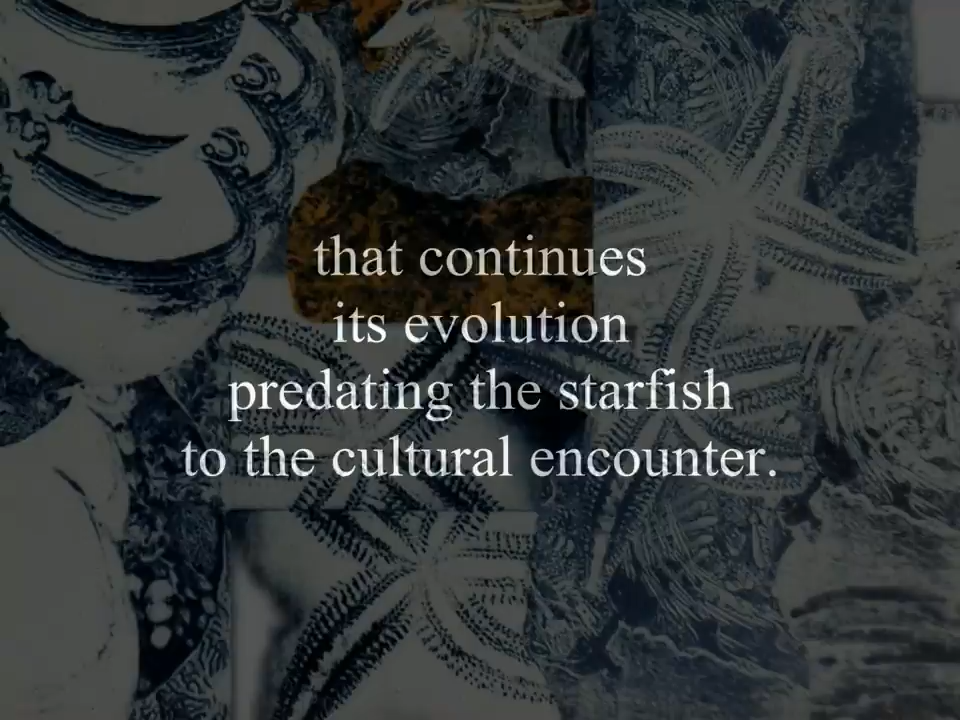 that continues
its evolution
predating the starfish
to the cultural encounter.